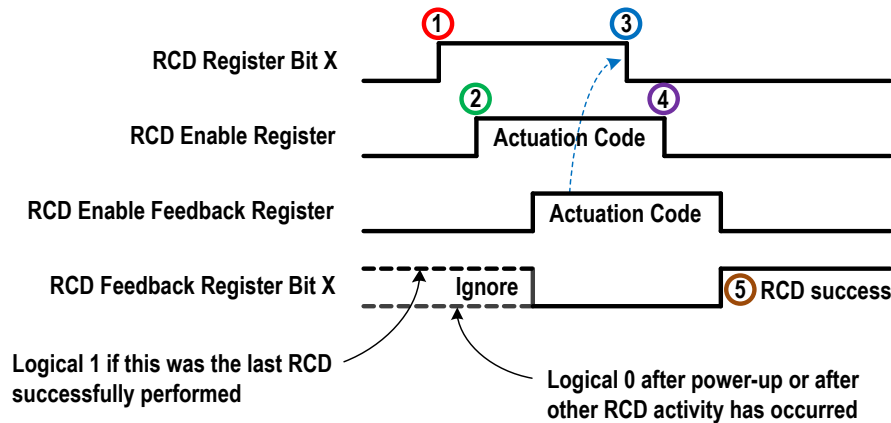 1
3
RCD Register Bit X
2
4
RCD Enable Register
Actuation Code
RCD Enable Feedback Register
Actuation Code
RCD Feedback Register Bit X
Ignore
5 RCD success
Logical 1 if this was the last RCD
successfully performed
Logical 0 after power-up or after
other RCD activity has occurred